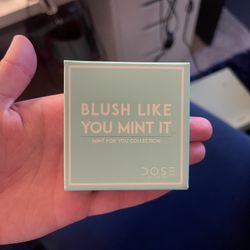 BLUSH LIKE
YOU MINT IT
MINT FOR YOU COLLECTION
DOSE